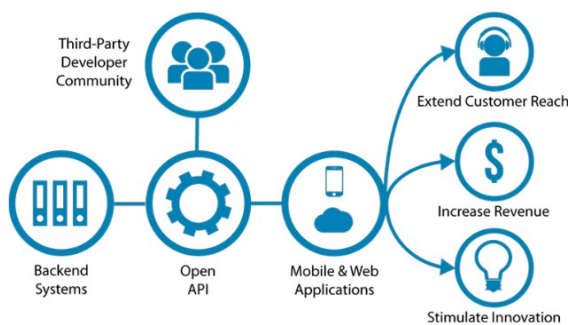 Third-Party
Developer
Community
Extend Customer Reach
$
Increase Revenue
Backend
Systems
Open
API
Mobile & Web
Applications
Stimulate Innovation